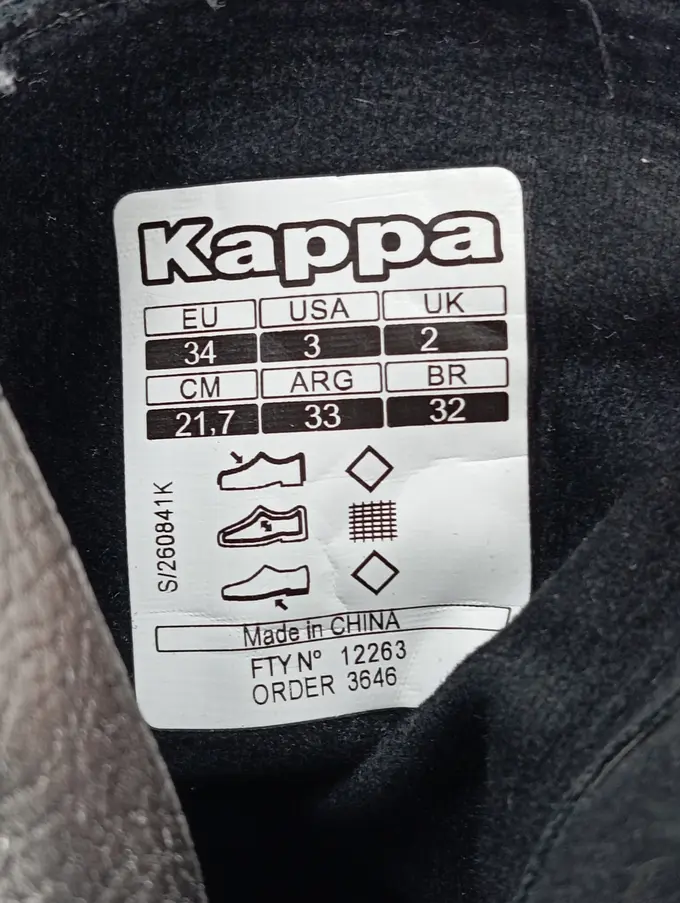 Kappa
EU USA UK
34 3 2
CM ARG BR
21,7 33 32
S/260841K
Made in CHINA
FTY Nº 12263
ORDER 3646